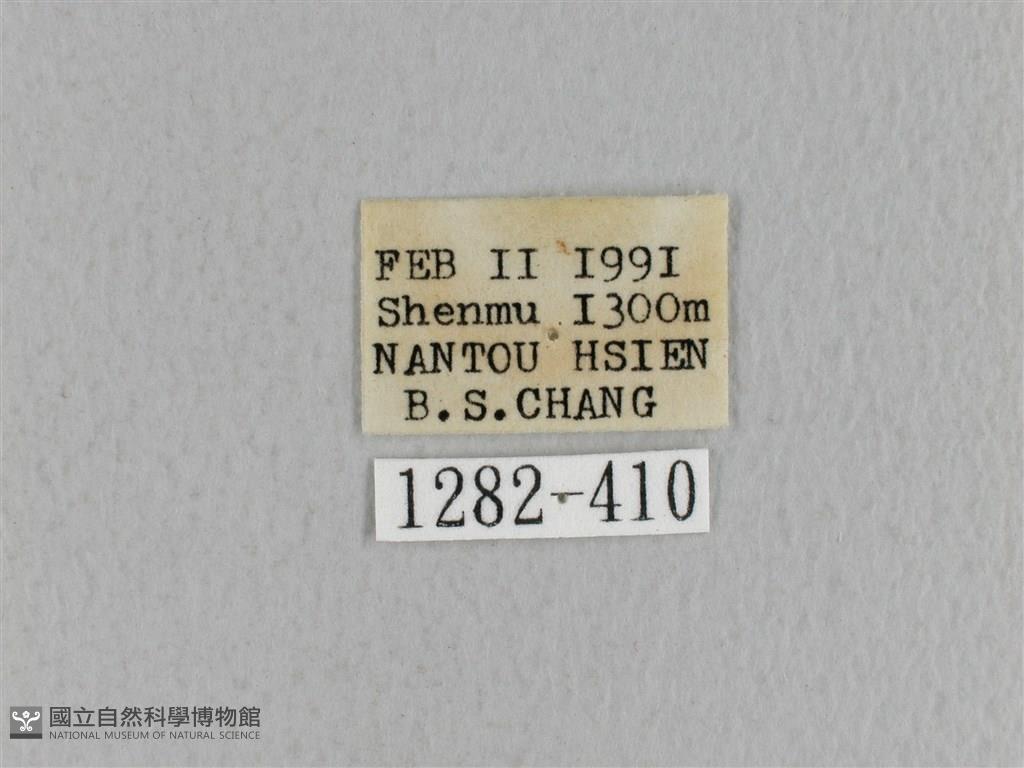 FEB II I99I
Shenmu I300m
NANTOU HSIEN
B.S.CHANG
1282-410
國立自然科學博物館
NATIONAL MUSEUM OF NATURAL SCIENCE